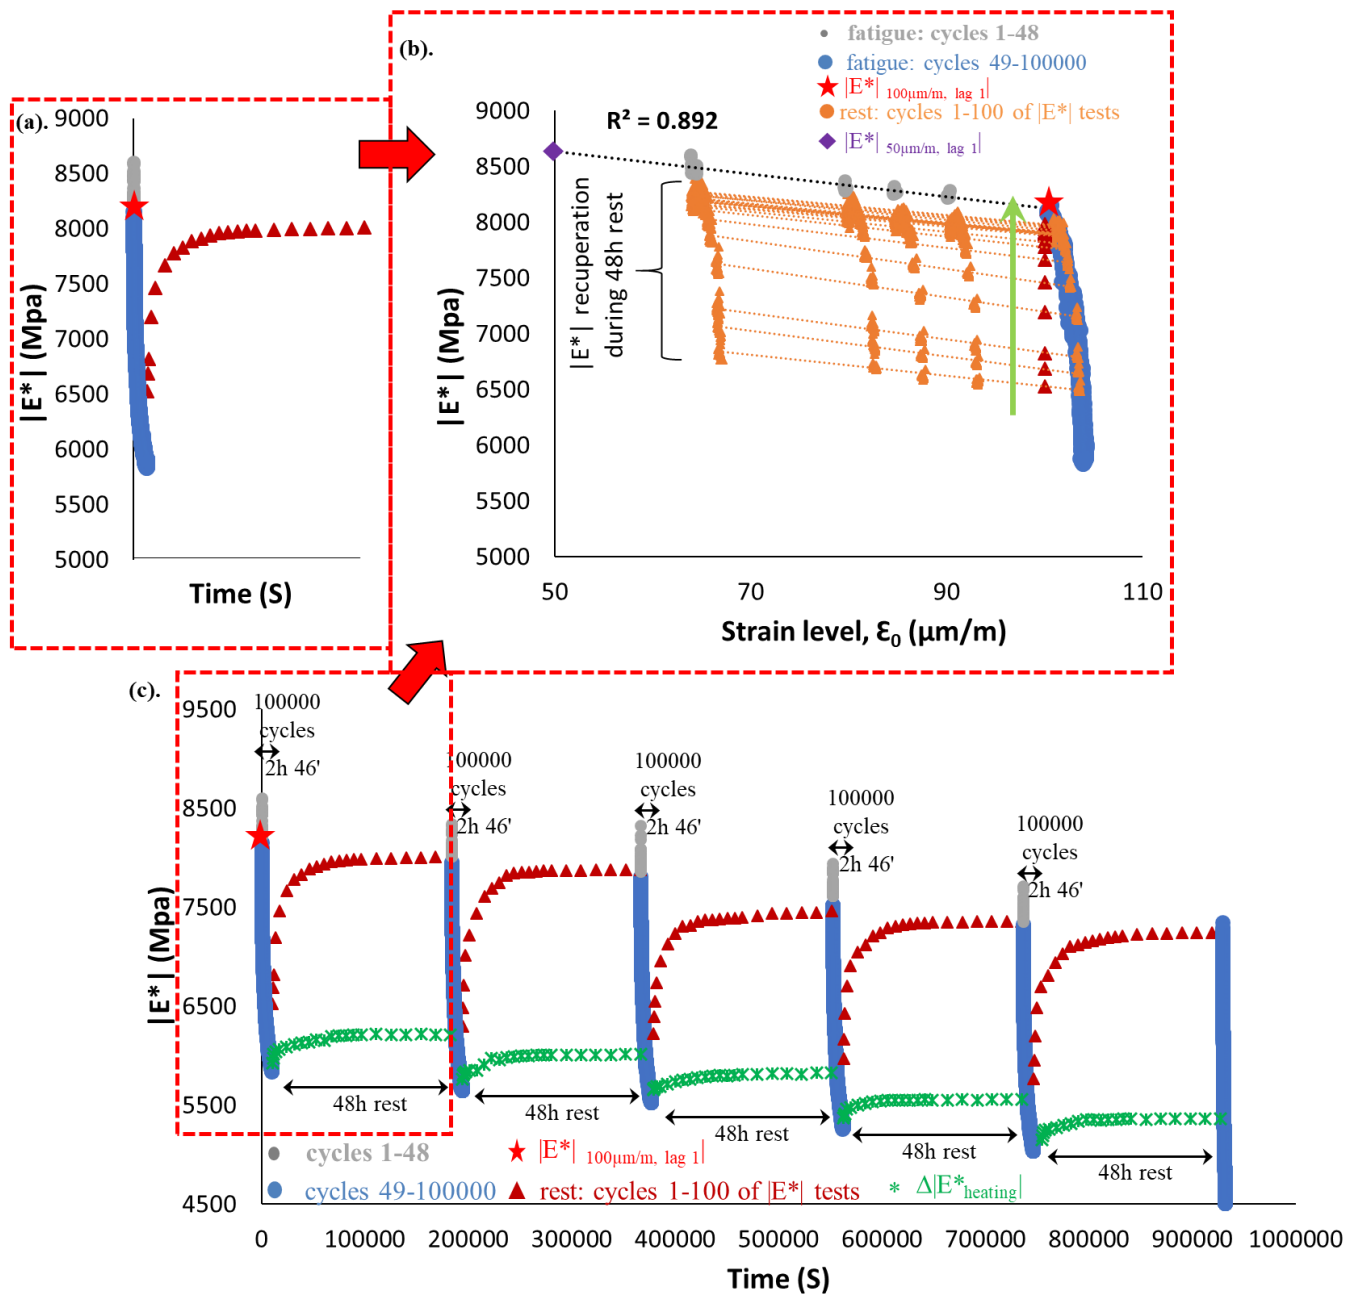 (a).
9000
8500
8000
7500
7000
6500
6000
5500
5000
|E*| (Mpa)
Time (S)
(b).
fatigue: cycles 1-48
fatigue: cycles 49-100000
|E*| 100µm/m, lag 1|
rest: cycles 1-100 of |E*| tests
|E*| 50µm/m, lag 1|
R² = 0.892
9000
8500
8000
7500
7000
6500
6000
5500
5000
|E*| (Mpa)
|E*| recuperation
during 48h rest
50
70
90
110
Strain level, Ɛ0 (µm/m)
(c).
9500
8500
7500
6500
5500
4500
|E*| (Mpa)
100000
cycles
2h 46'
100000
cycles
2h 46'
100000
cycles
2h 46'
100000
cycles
2h 46'
100000
cycles
2h 46'
48h rest
48h rest
48h rest
48h rest
48h rest
cycles 1-48
|E*| 100µm/m, lag 1|
cycles 49-100000
rest: cycles 1-100 of |E*| tests
Δ|E*heating|
0
100000
200000
300000
400000
500000
600000
700000
800000
900000
1000000
Time (S)